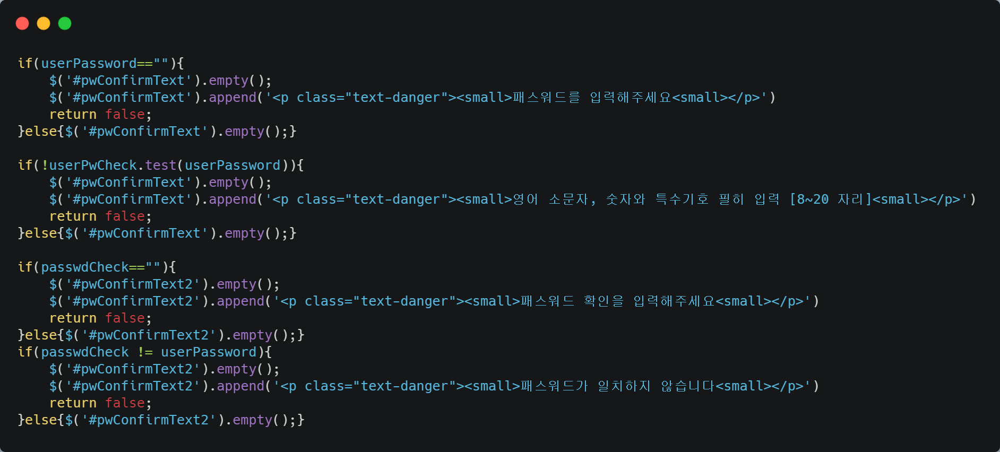 if(userPassword==""){
    $('#pwConfirmText').empty();
    $('#pwConfirmText').append('<p class="text-danger"><small>패스워드를 입력해주세요<small></p>')
    return false;
}else{$('#pwConfirmText').empty();}

if(!userPwCheck.test(userPassword)){
    $('#pwConfirmText').empty();
    $('#pwConfirmText').append('<p class="text-danger"><small>영어 소문자, 숫자와 특수기호 필히 입력 [8~20 자리]<small></p>')
    return false;
}else{$('#pwConfirmText').empty();}

if(passwdCheck==""){
    $('#pwConfirmText2').empty();
    $('#pwConfirmText2').append('<p class="text-danger"><small>패스워드 확인을 입력해주세요<small></p>')
    return false;
}else{$('#pwConfirmText2').empty();}
if(passwdCheck != userPassword){
    $('#pwConfirmText2').empty();
    $('#pwConfirmText2').append('<p class="text-danger"><small>패스워드가 일치하지 않습니다<small></p>')
    return false;
}else{$('#pwConfirmText2').empty();}